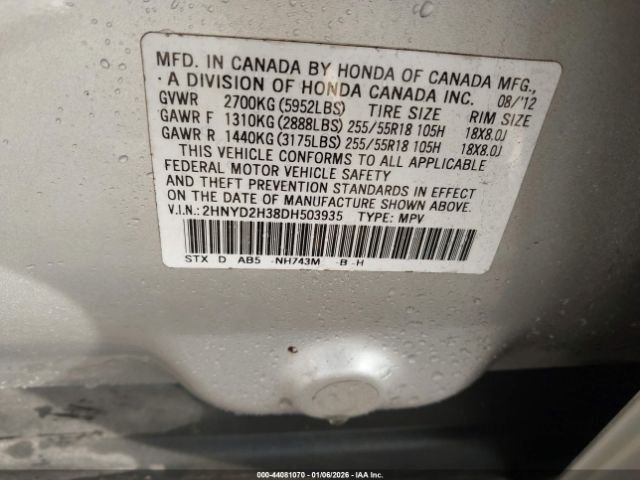 MFD. IN CANADA BY HONDA OF CANADA MFG.,
· A DIVISION OF HONDA CANADA INC. 08/'12
GVWR 2700KG (5952LBS) TIRE SIZE RIM SIZE
GAWR F 1310KG (2888LBS) 255/55R18 105H 18X8.0J
GAWR R 1440KG (3175LBS) 255/55R18 105H 18X8.0J
THIS VEHICLE CONFORMS TO ALL APPLICABLE
FEDERAL MOTOR VEHICLE SAFETY
AND THEFT PREVENTION STANDARDS IN EFFECT
ON THE DATE OF MANUFACTURE SHOWN ABOVE.
V.I.N.: 2HNYD2H38DH503935 TYPE: MPV
STX D AB5 -NH743M -B -H
000-44081070 - 01/06/2026 - IAA Inc.